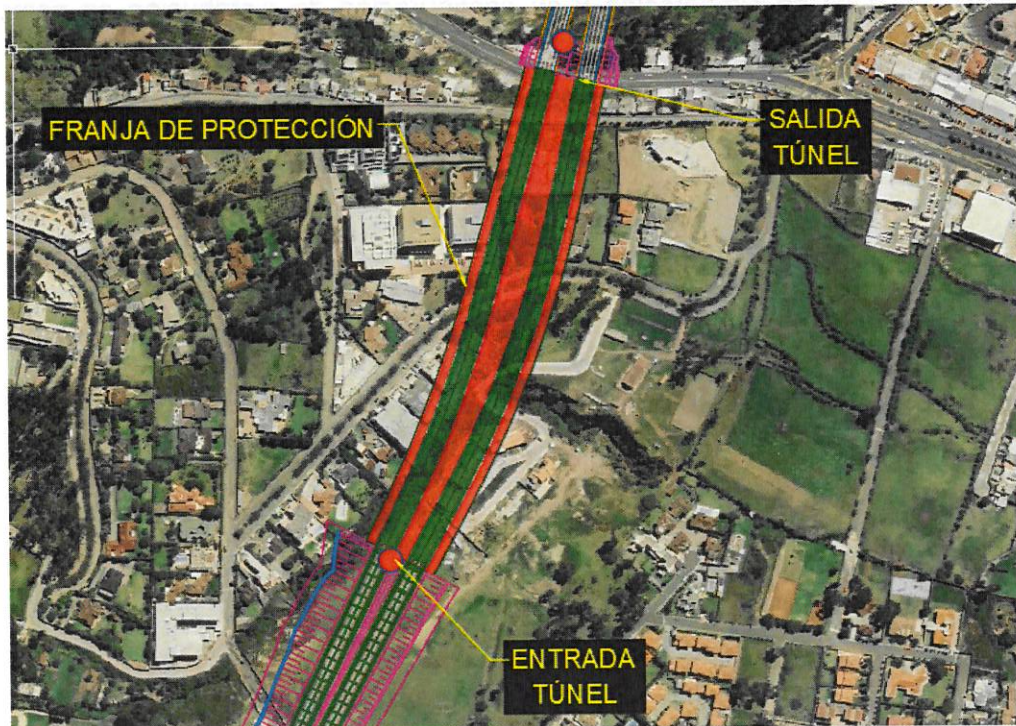 FRANJA DE PROTECCIÓN
SALIDA
TÚNEL
ENTRADA
TÚNEL